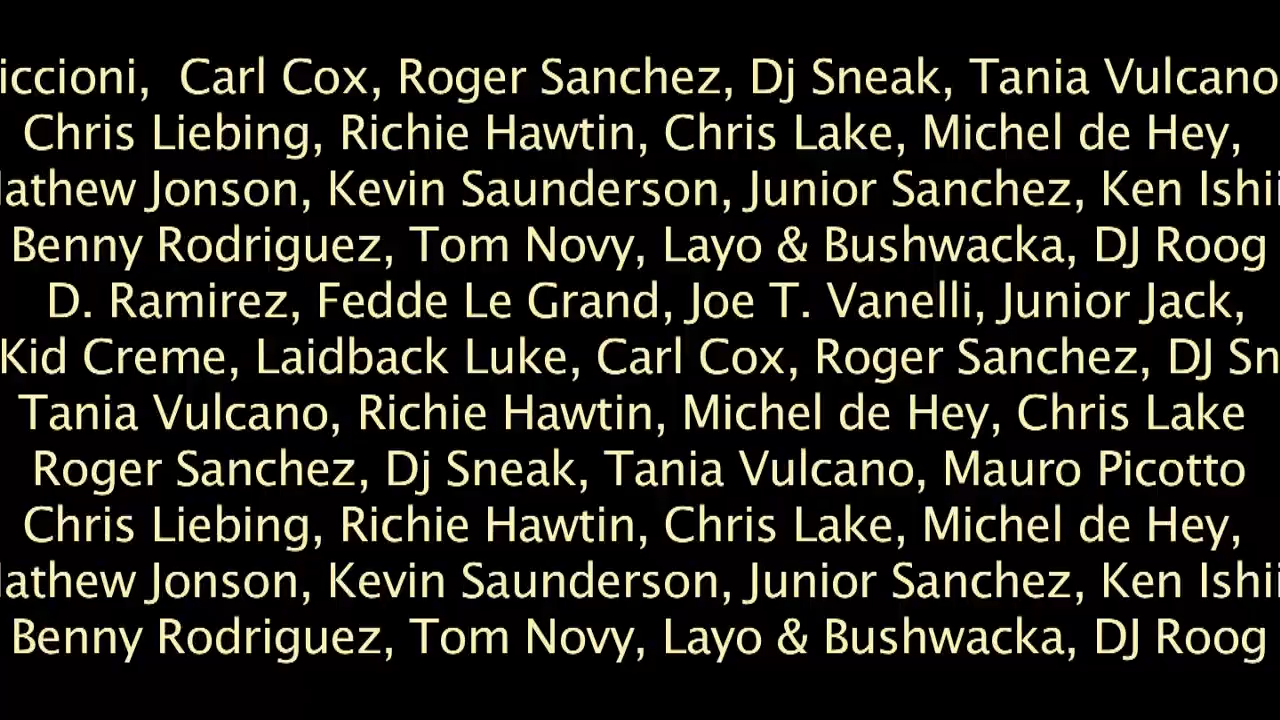 iccioni, Carl Cox, Roger Sanchez, Dj Sneak, Tania Vulcano
Chris Liebing, Richie Hawtin, Chris Lake, Michel de Hey,
athew Jonson, Kevin Saunderson, Junior Sanchez, Ken Ishii
Benny Rodriguez, Tom Novy, Layo & Bushwacka, DJ Roog
D. Ramirez, Fedde Le Grand, Joe T. Vanelli, Junior Jack,
Kid Creme, Laidback Luke, Carl Cox, Roger Sanchez, DJ Sn
Tania Vulcano, Richie Hawtin, Michel de Hey, Chris Lake
Roger Sanchez, Dj Sneak, Tania Vulcano, Mauro Picotto
Chris Liebing, Richie Hawtin, Chris Lake, Michel de Hey,
athew Jonson, Kevin Saunderson, Junior Sanchez, Ken Ishii
Benny Rodriguez, Tom Novy, Layo & Bushwacka, DJ Roog